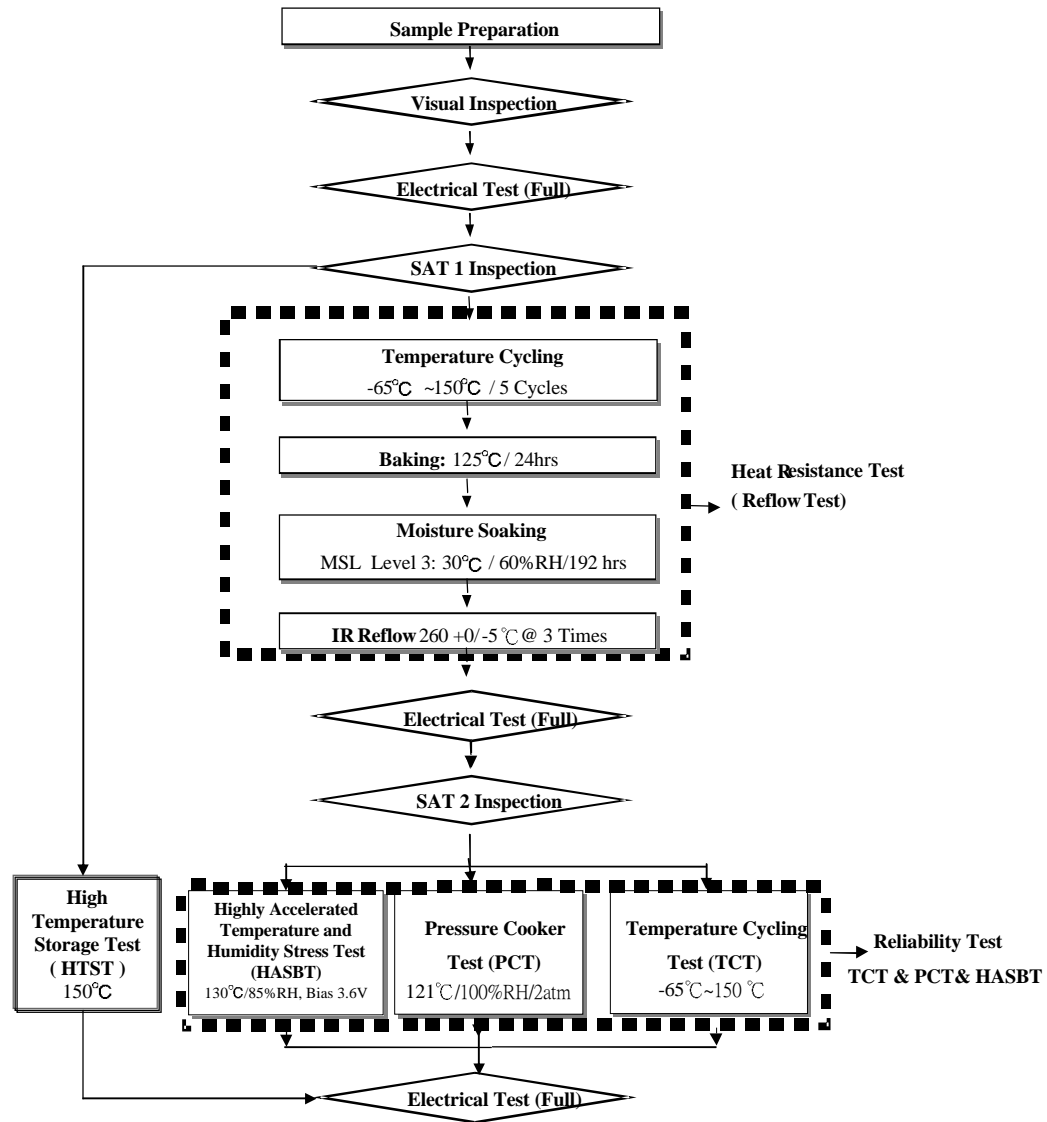 Sample Preparation
Visual Inspection
Electrical Test (Full)
SAT 1 Inspection
Temperature Cycling
-65℃ ~150℃ / 5 Cycles
Baking: 125℃/ 24hrs
Moisture Soaking
MSL Level 3: 30℃ / 60%RH/192 hrs
IR Reflow 260 +0/-5℃@ 3 Times
Heat Resistance Test
( Reflow Test)
Electrical Test (Full)
SAT 2 Inspection
High
Temperature
Storage Test
( HTST )
150℃
Highly Accelerated
Temperature and
Humidity Stress Test
(HASBT)
130℃/85%RH, Bias 3.6V
Pressure Cooker
Test (PCT)
121℃/100%RH/2atm
Temperature Cycling
Test (TCT)
-65℃~150 ℃
Reliability Test
TCT & PCT& HASBT
Electrical Test (Full)